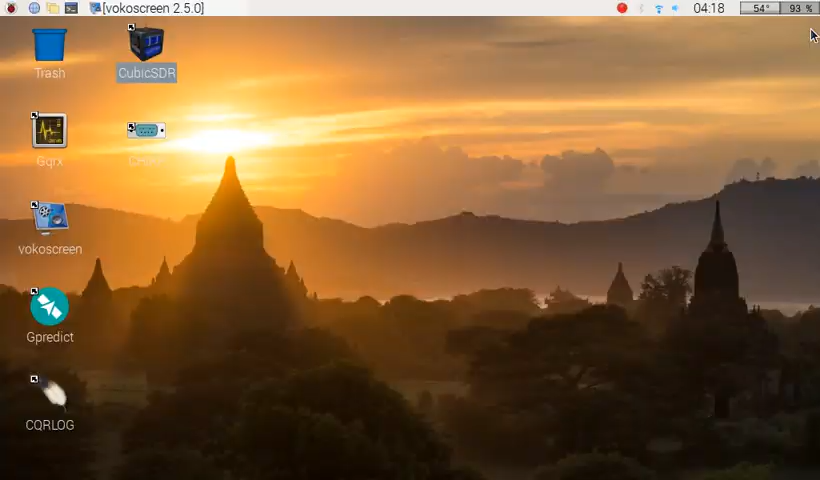 [vokoscreen 2.5.0]
04:18
54°
93 %
Trash
CubicSDR
Gqrx
vokoscreen
Gpredict
CQRLOG